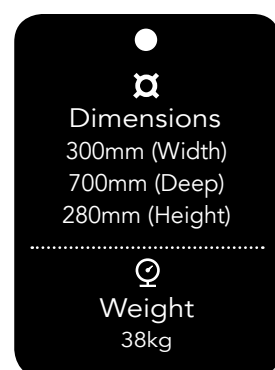 Dimensions
300mm (Width)
700mm (Deep)
280mm (Height)
Weight
38kg